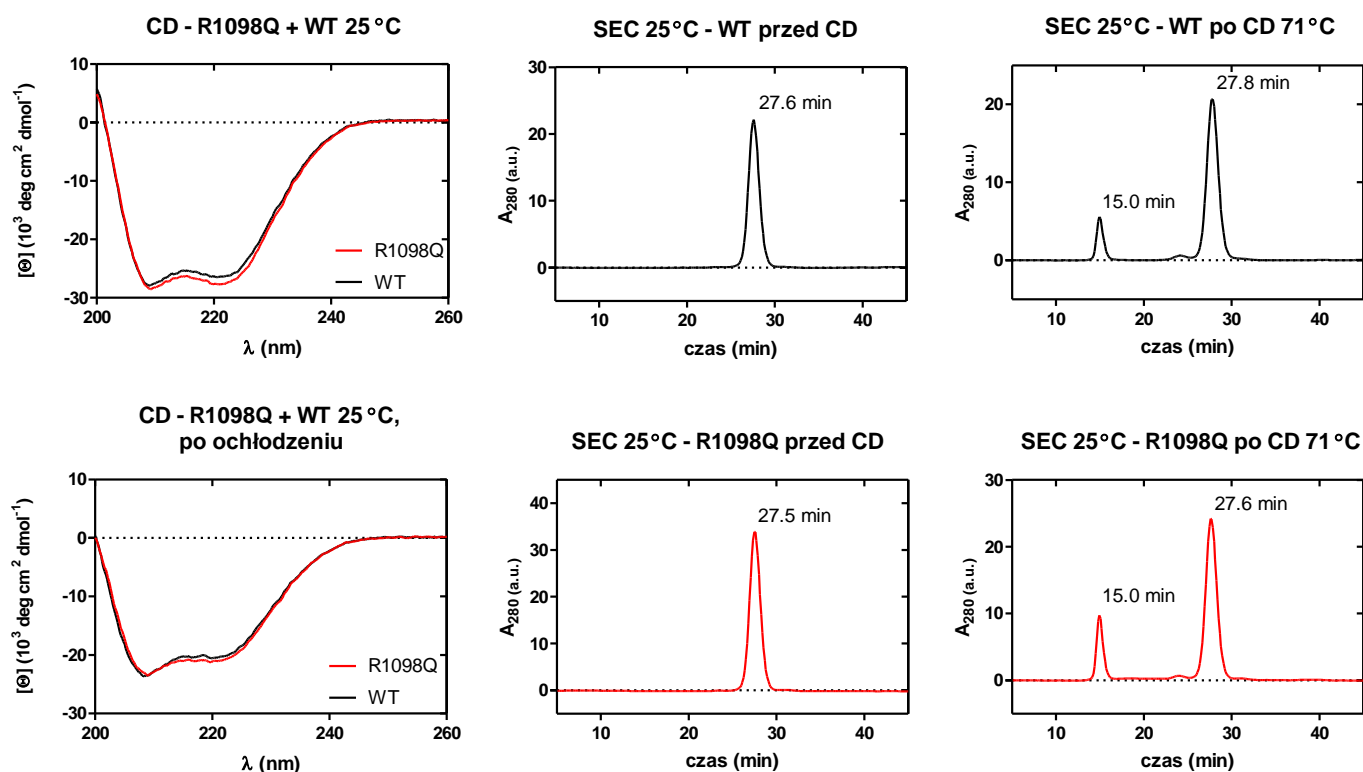 CD - R1098Q + WT 25 °C
10
0
-10
-20
-30
200
220
240
260
[Θ] (10³ deg cm² dmol⁻¹)
λ (nm)
R1098Q
WT
SEC 25°C - WT przed CD
40
30
20
10
0
10
20
30
40
A₂₈₀ (a.u.)
czas (min)
27.6 min
SEC 25°C - WT po CD 71 °C
20
10
0
10
20
30
40
A₂₈₀ (a.u.)
czas (min)
15.0 min
27.8 min
CD - R1098Q + WT 25 °C,
po ochłodzeniu
10
0
-10
-20
-30
200
220
240
260
[Θ] (10³ deg cm² dmol⁻¹)
λ (nm)
R1098Q
WT
SEC 25°C - R1098Q przed CD
40
30
20
10
0
10
20
30
40
A₂₈₀ (a.u.)
czas (min)
27.5 min
SEC 25°C - R1098Q po CD 71 °C
30
20
10
0
10
20
30
40
A₂₈₀ (a.u.)
czas (min)
15.0 min
27.6 min